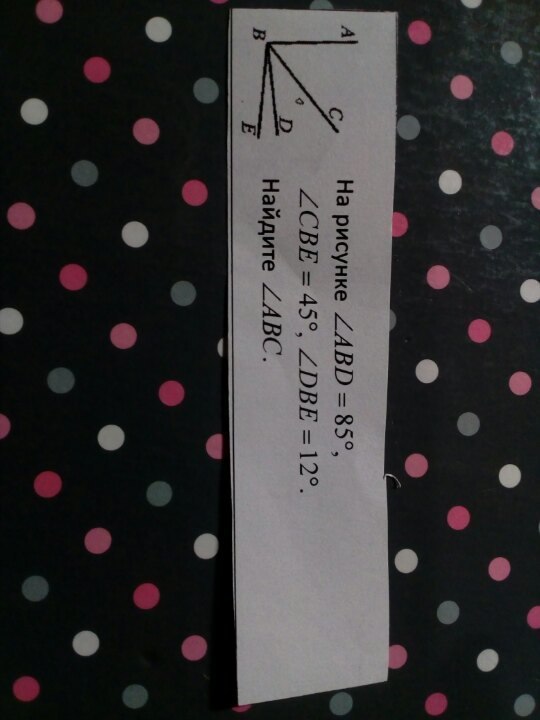 A
C
D
B
E
На рисунке ∠ABD = 85°,
∠CBE = 45°, ∠DBE = 12°.
Найдите ∠ABC.